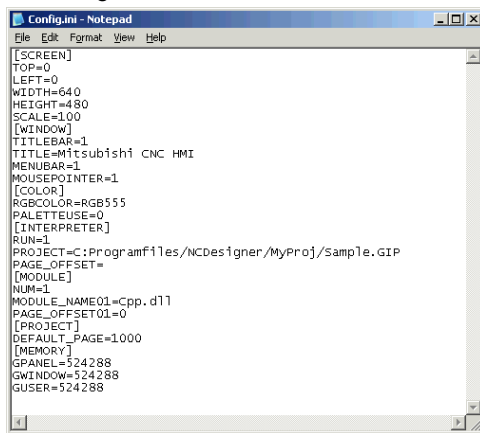 Config.ini - Notepad
File Edit Format View Help
[SCREEN]
TOP=0
LEFT=0
WIDTH=640
HEIGHT=480
SCALE=100
[WINDOW]
TITLEBAR=1
TITLE=Mitsubishi CNC HMI
MENUBAR=1
MOUSEPOINTER=1
[COLOR]
RGBCOLOR=RGB555
PALETTEUSE=0
[INTERPRETER]
RUN=1
PROJECT=C:Programfiles/NCDesigner/MyProj/Sample.GIP
PAGE_OFFSET=
[MODULE]
NUM=1
MODULE_NAME01=Cpp.dll
PAGE_OFFSET01=0
[PROJECT]
DEFAULT_PAGE=1000
[MEMORY]
GPANEL=524288
GWINDOW=524288
GUSER=524288